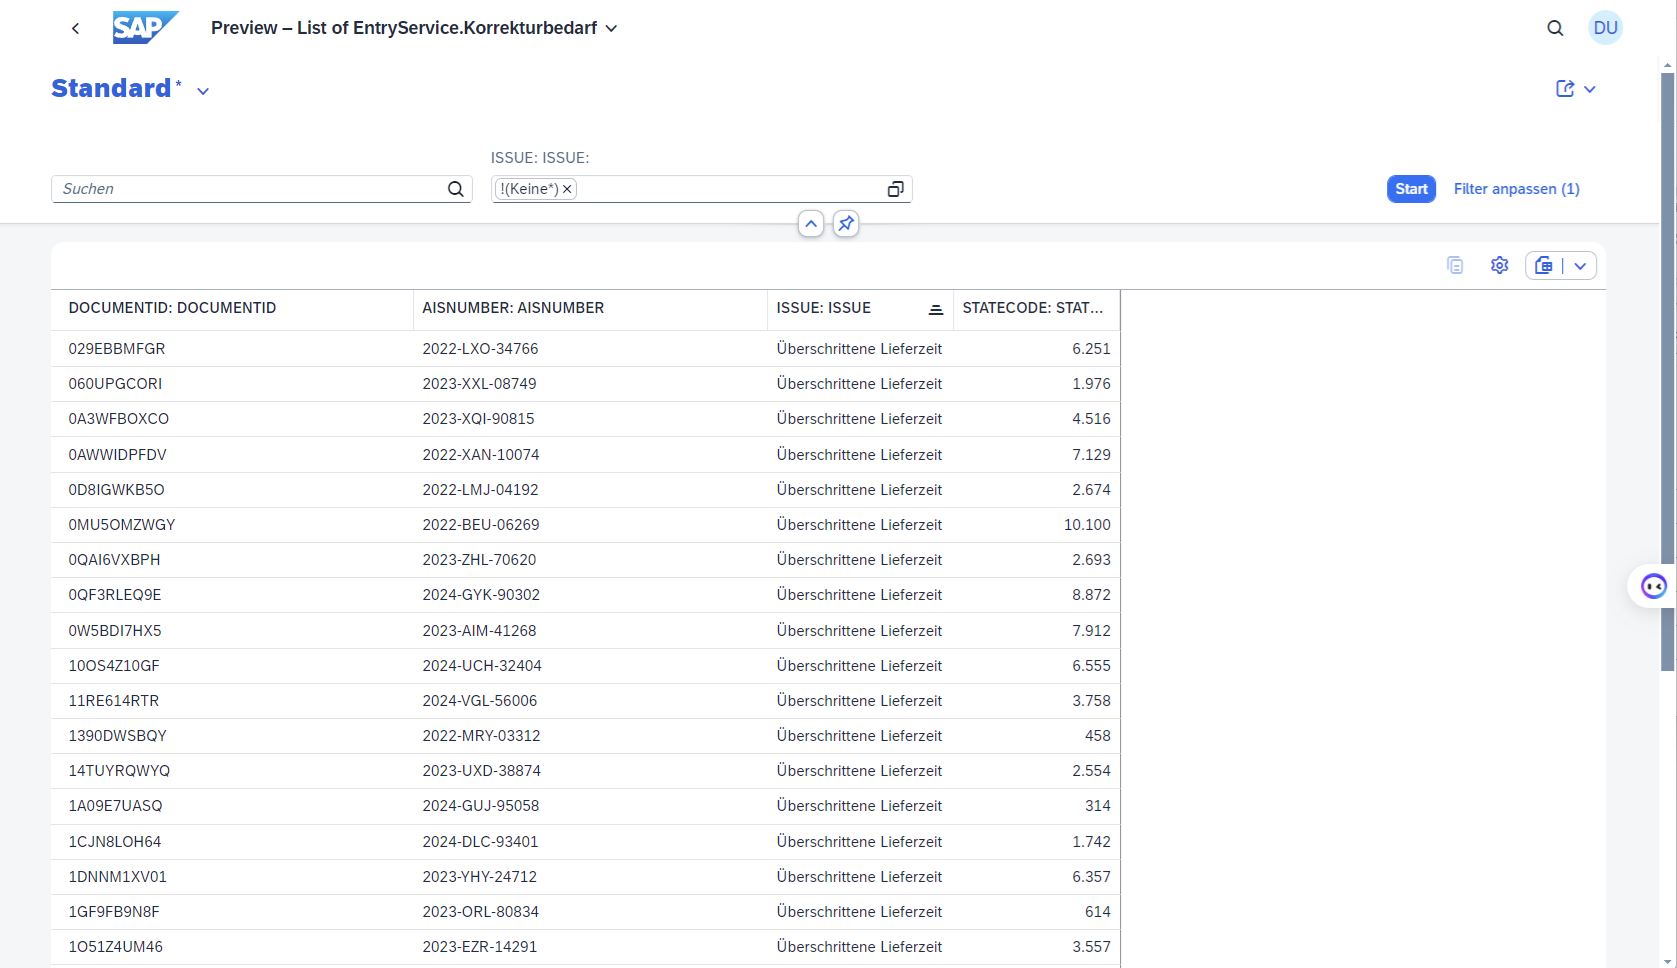 SAP Preview – List of EntryService.Korrekturbedarf DU
Standard *
ISSUE: ISSUE:
Suchen !(Keine*) Start Filter anpassen (1)
DOCUMENTID: DOCUMENTID AISNUMBER: AISNUMBER ISSUE: ISSUE STATECODE: STAT...
029EBBMFGR 2022-LXO-34766 Überschrittene Lieferzeit 6.251
060UPGCORI 2023-XXL-08749 Überschrittene Lieferzeit 1.976
0A3WFBOXCO 2023-XQI-90815 Überschrittene Lieferzeit 4.516
0AWWIDPFDV 2022-XAN-10074 Überschrittene Lieferzeit 7.129
0D8IGWKB5O 2022-LMJ-04192 Überschrittene Lieferzeit 2.674
0MU5OMZWGY 2022-BEU-06269 Überschrittene Lieferzeit 10.100
0QAI6VXBPH 2023-ZHL-70620 Überschrittene Lieferzeit 2.693
0QF3RLEQ9E 2024-GYK-90302 Überschrittene Lieferzeit 8.872
0W5BDI7HX5 2023-AIM-41268 Überschrittene Lieferzeit 7.912
10OS4Z10GF 2024-UCH-32404 Überschrittene Lieferzeit 6.555
11RE614RTR 2024-VGL-56006 Überschrittene Lieferzeit 3.758
1390DWSBQY 2022-MRY-03312 Überschrittene Lieferzeit 458
14TUYRQWYQ 2023-UXD-38874 Überschrittene Lieferzeit 2.554
1A09E7UASQ 2024-GUJ-95058 Überschrittene Lieferzeit 314
1CJN8LOH64 2024-DLC-93401 Überschrittene Lieferzeit 1.742
1DNNM1XV01 2023-YHY-24712 Überschrittene Lieferzeit 6.357
1GF9FB9N8F 2023-ORL-80834 Überschrittene Lieferzeit 614
1O51Z4UM46 2023-EZR-14291 Überschrittene Lieferzeit 3.557